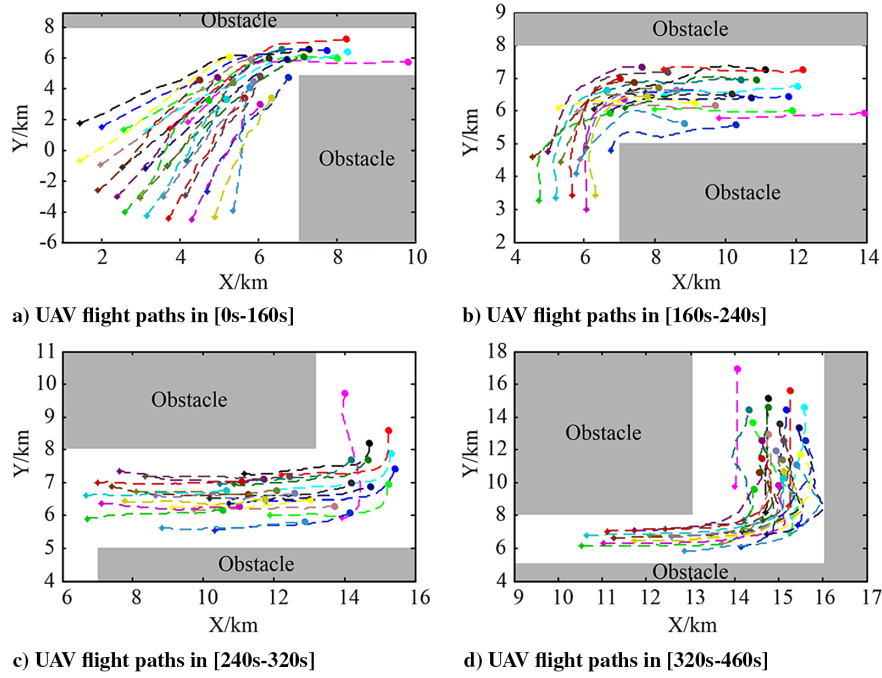 Obstacle
8
6
4
2
0
-2
-4
-6
Y/km
Obstacle
2
4
6
8
10
X/km
a) UAV flight paths in [0s-160s]
9
8
7
6
5
4
3
2
Y/km
Obstacle
Obstacle
4
6
8
10
12
14
X/km
b) UAV flight paths in [160s-240s]
11
10
9
8
7
6
5
4
Y/km
Obstacle
Obstacle
6
8
10
12
14
16
X/km
c) UAV flight paths in [240s-320s]
18
16
14
12
10
8
6
4
Y/km
Obstacle
Obstacle
9
10
11
12
13
14
15
16
17
X/km
d) UAV flight paths in [320s-460s]